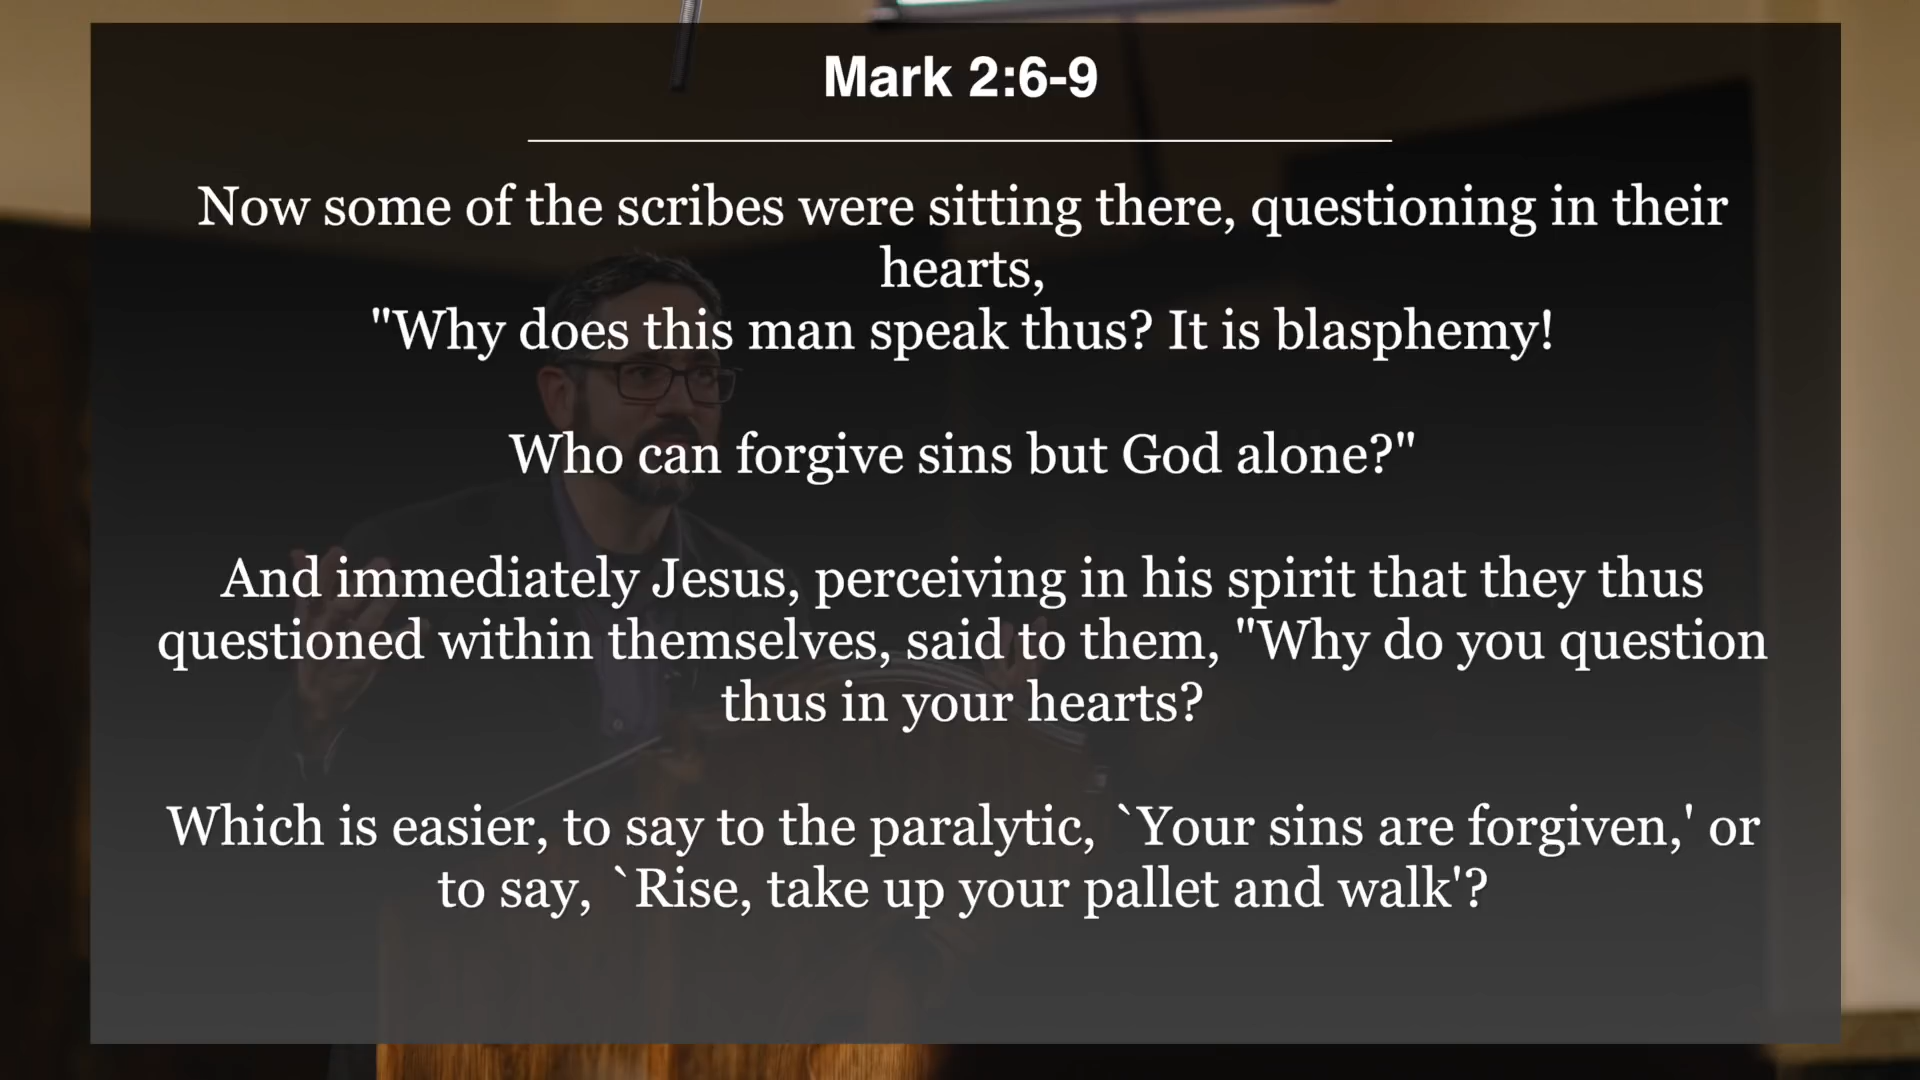 Mark 2:6-9
Now some of the scribes were sitting there, questioning in their
hearts,
"Why does this man speak thus? It is blasphemy!
Who can forgive sins but God alone?"
And immediately Jesus, perceiving in his spirit that they thus
questioned within themselves, said to them, "Why do you question
thus in your hearts?
Which is easier, to say to the paralytic, `Your sins are forgiven,' or
to say, `Rise, take up your pallet and walk'?